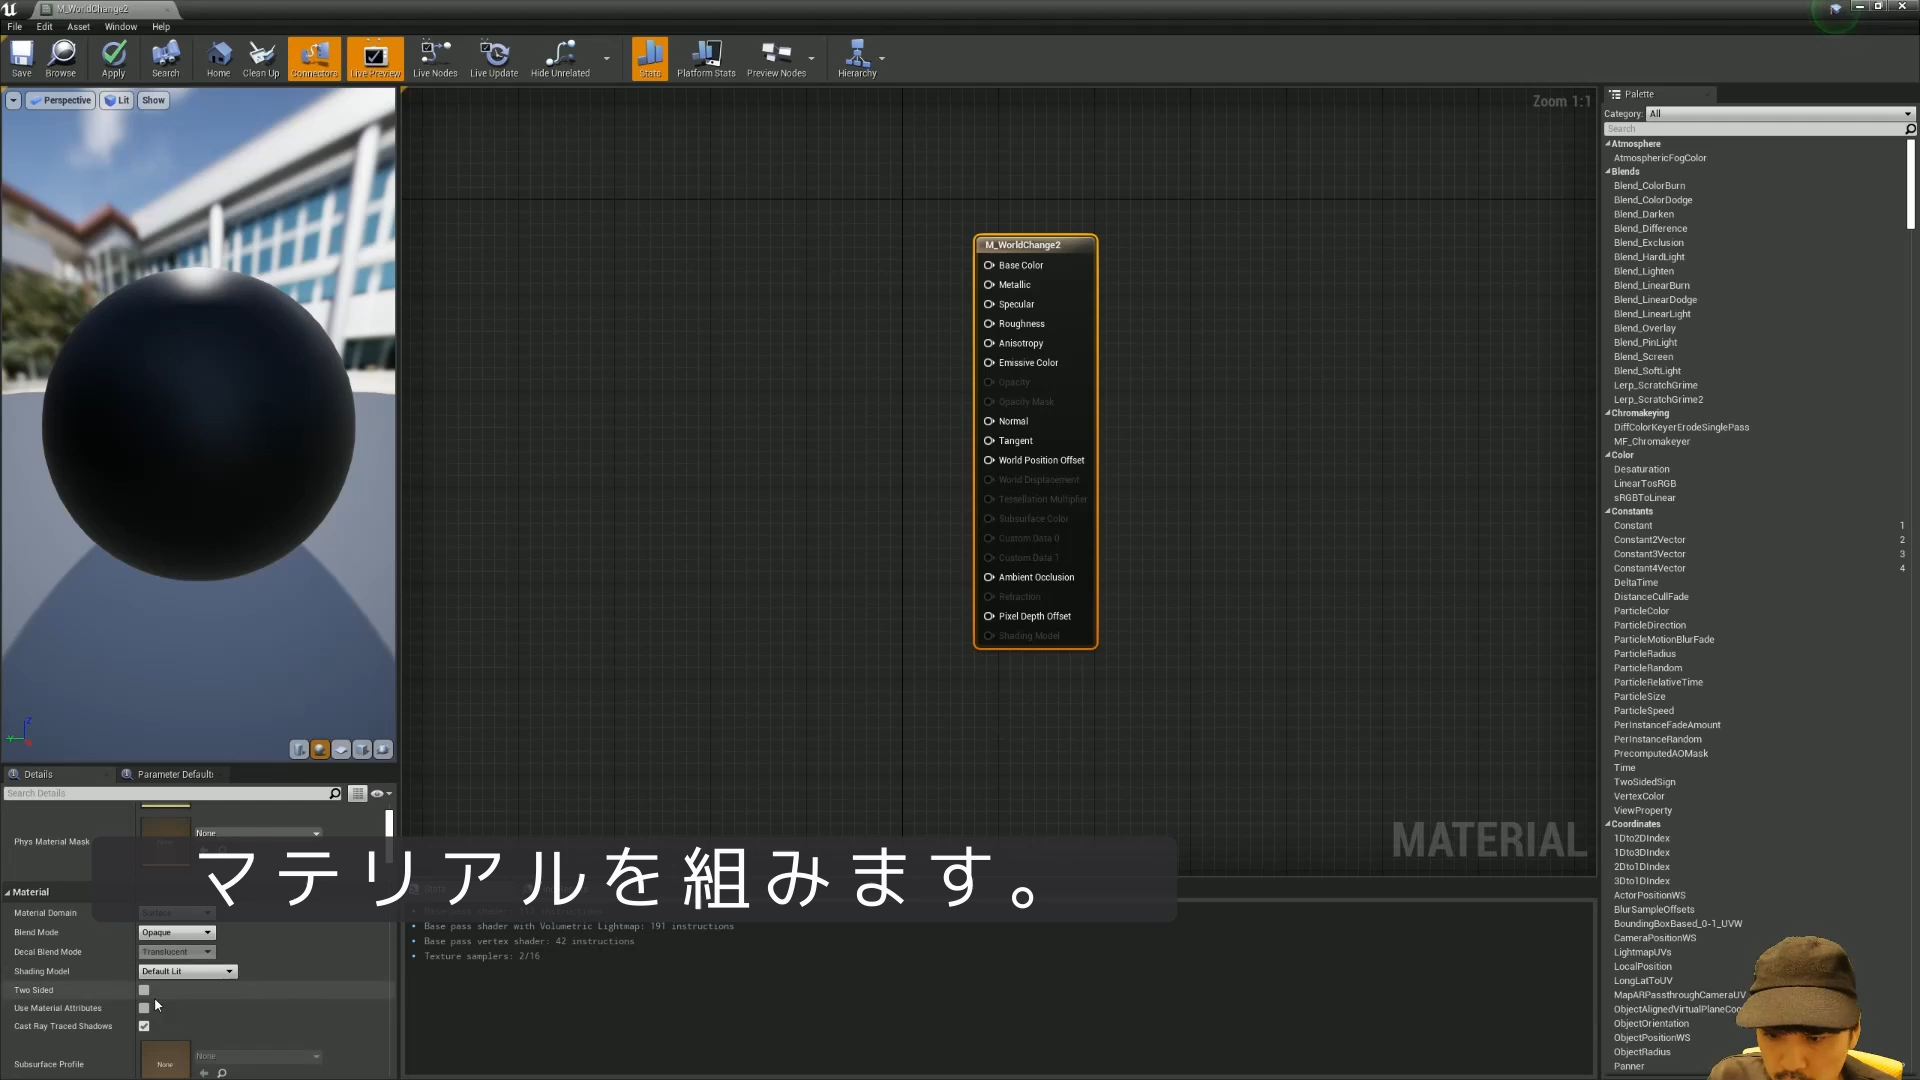 M_WorldChange2
File Edit Asset Window Help
Save Browse Apply Search Home Clean Up Connectors Live Preview Live Nodes Live Update Hide Unrelated Stats Platform Stats Preview Nodes Hierarchy
Perspective Lit Show
Zoom 1:1
M_WorldChange2
Base Color
Metallic
Specular
Roughness
Anisotropy
Emissive Color
Opacity
Opacity Mask
Normal
Tangent
World Position Offset
World Displacement
Tessellation Multiplier
Subsurface Color
Custom Data 0
Custom Data 1
Ambient Occlusion
Refraction
Pixel Depth Offset
Shading Model
MATERIAL
Palette
Category: All
Search
Atmosphere
AtmosphericFogColor
Blends
Blend_ColorBurn
Blend_ColorDodge
Blend_Darken
Blend_Difference
Blend_Exclusion
Blend_HardLight
Blend_Lighten
Blend_LinearBurn
Blend_LinearDodge
Blend_LinearLight
Blend_Overlay
Blend_PinLight
Blend_Screen
Blend_SoftLight
Lerp_ScratchGrime
Lerp_ScratchGrime2
Chromakeying
DiffColorKeyerErodeSinglePass
MF_Chromakeyer
Color
Desaturation
LinearTosRGB
sRGBToLinear
Constants
Constant 1
Constant2Vector 2
Constant3Vector 3
Constant4Vector 4
DeltaTime
DistanceCullFade
ParticleColor
ParticleDirection
ParticleMotionBlurFade
ParticleRadius
ParticleRandom
ParticleRelativeTime
ParticleSize
ParticleSpeed
PerInstanceFadeAmount
PerInstanceRandom
PrecomputedAOMask
Time
TwoSidedSign
VertexColor
ViewProperty
Coordinates
1Dto2DIndex
1Dto3DIndex
2Dto1DIndex
3Dto1DIndex
ActorPositionWS
BlurSampleOffsets
BoundingBoxBased_0-1_UVW
CameraPositionWS
LightmapUVs
LocalPosition
LongLatToUV
MapARPassthroughCameraUV
ObjectAlignedVirtualPlaneCoo
ObjectOrientation
ObjectPositionWS
ObjectRadius
Panner
Details Parameter Defaults
Search Details
Phys Material Mask None
Material
Material Domain Surface
Blend Mode Opaque
Decal Blend Mode Translucent
Shading Model Default Lit
Two Sided
Use Material Attributes
Cast Ray Traced Shadows
Subsurface Profile None None
マテリアルを組みます。
Base pass shader with Volumetric Lightmap: 191 instructions
Base pass vertex shader: 42 instructions
Texture samplers: 2/16